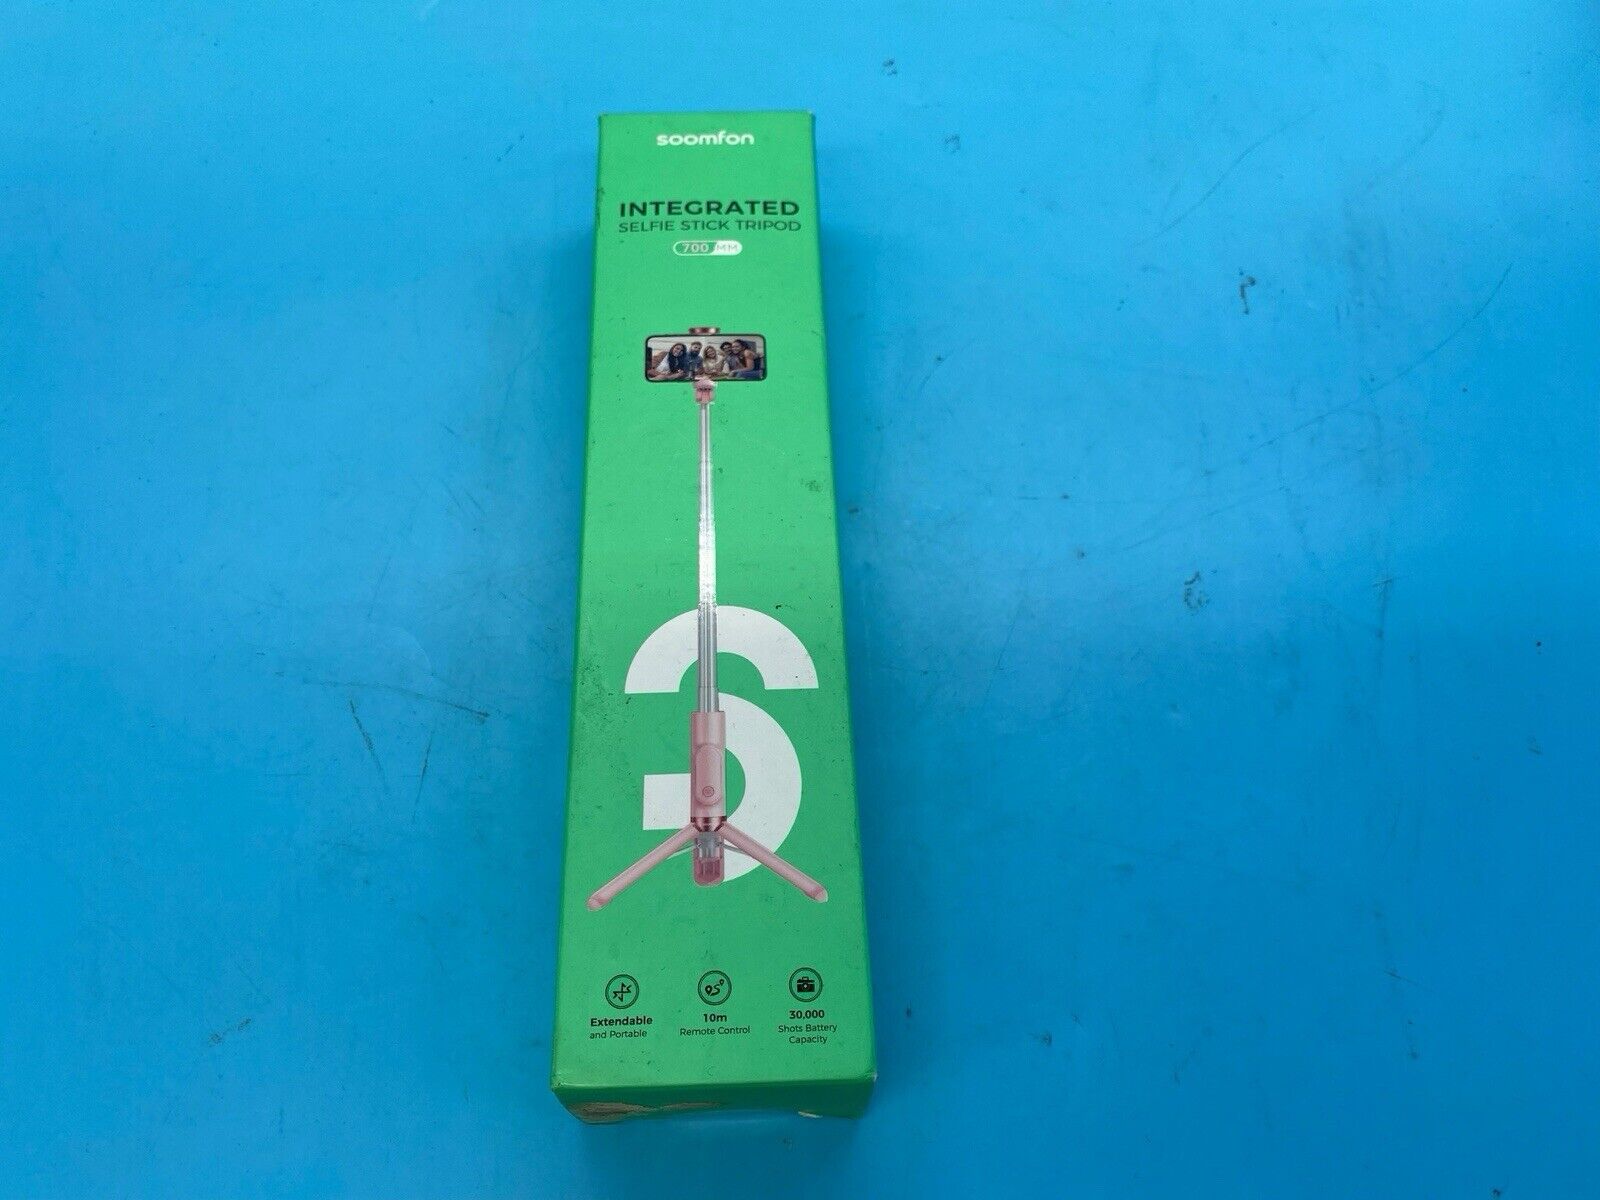 soomfon
INTEGRATED
SELFIE STICK TRIPOD
700 MM
Extendable
and Portable
10m
Remote Control
30,000
Shots Battery
Capacity